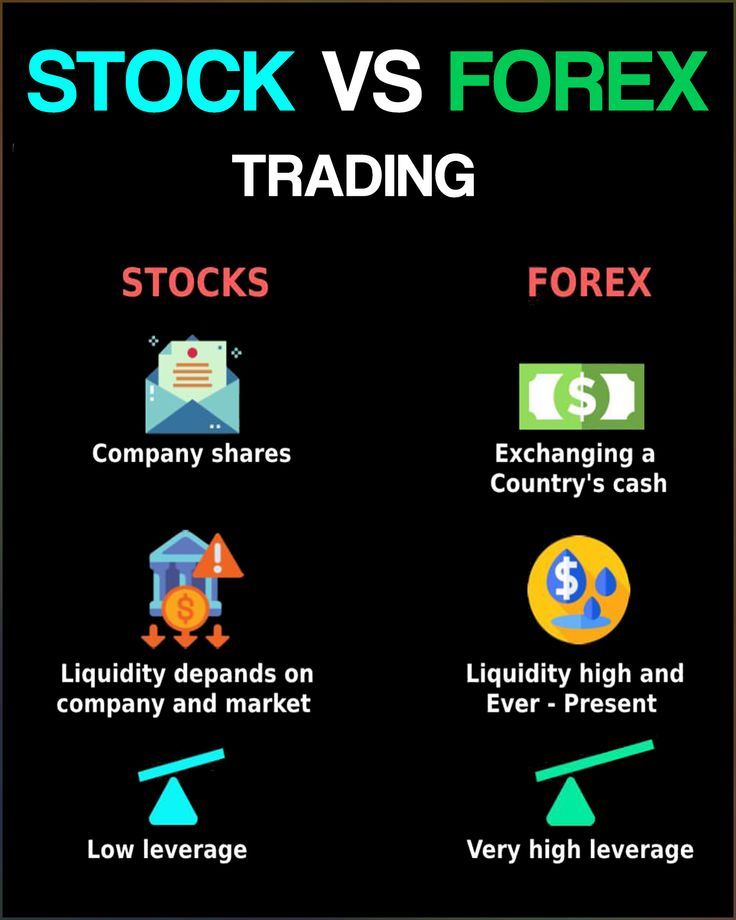 STOCK VS FOREX
TRADING
STOCKS
FOREX
$
Company shares
Exchanging a
Country's cash
$
$
Liquidity depends on
company and market
Liquidity high and
Ever - Present
Low leverage
Very high leverage